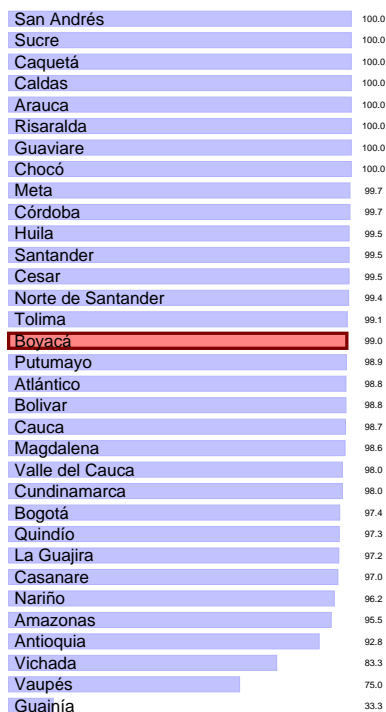 San Andrés 100.0
Sucre 100.0
Caquetá 100.0
Caldas 100.0
Arauca 100.0
Risaralda 100.0
Guaviare 100.0
Chocó 100.0
Meta 99.7
Córdoba 99.7
Huila 99.5
Santander 99.5
Cesar 99.5
Norte de Santander 99.4
Tolima 99.1
Boyacá 99.0
Putumayo 98.9
Atlántico 98.8
Bolivar 98.8
Cauca 98.7
Magdalena 98.6
Valle del Cauca 98.0
Cundinamarca 98.0
Bogotá 97.4
Quindío 97.3
La Guajira 97.2
Casanare 97.0
Nariño 96.2
Amazonas 95.5
Antioquia 92.8
Vichada 83.3
Vaupés 75.0
Guainía 33.3